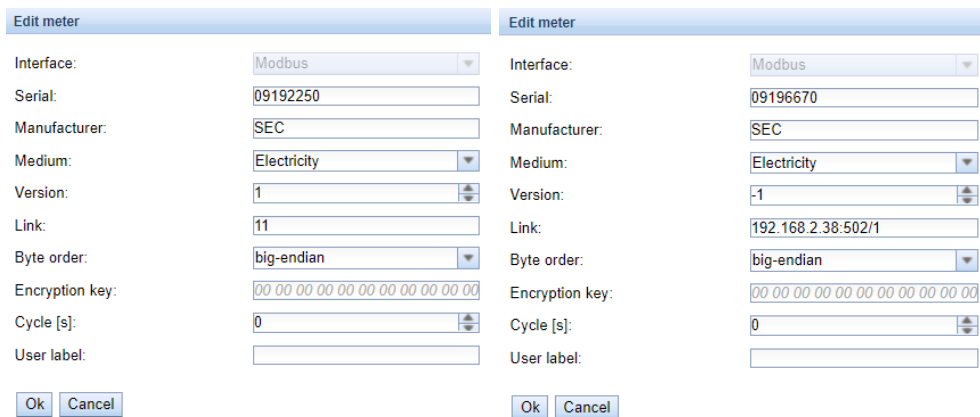 Edit meter
Interface: Modbus
Serial: 09192250
Manufacturer: SEC
Medium: Electricity
Version: 1
Link: 11
Byte order: big-endian
Encryption key: 00 00 00 00 00 00 00 00 00 00 00
Cycle [s]: 0
User label:
Ok Cancel
Edit meter
Interface: Modbus
Serial: 09196670
Manufacturer: SEC
Medium: Electricity
Version: -1
Link: 192.168.2.38:502/1
Byte order: big-endian
Encryption key: 00 00 00 00 00 00 00 00 00 00 00
Cycle [s]: 0
User label:
Ok Cancel